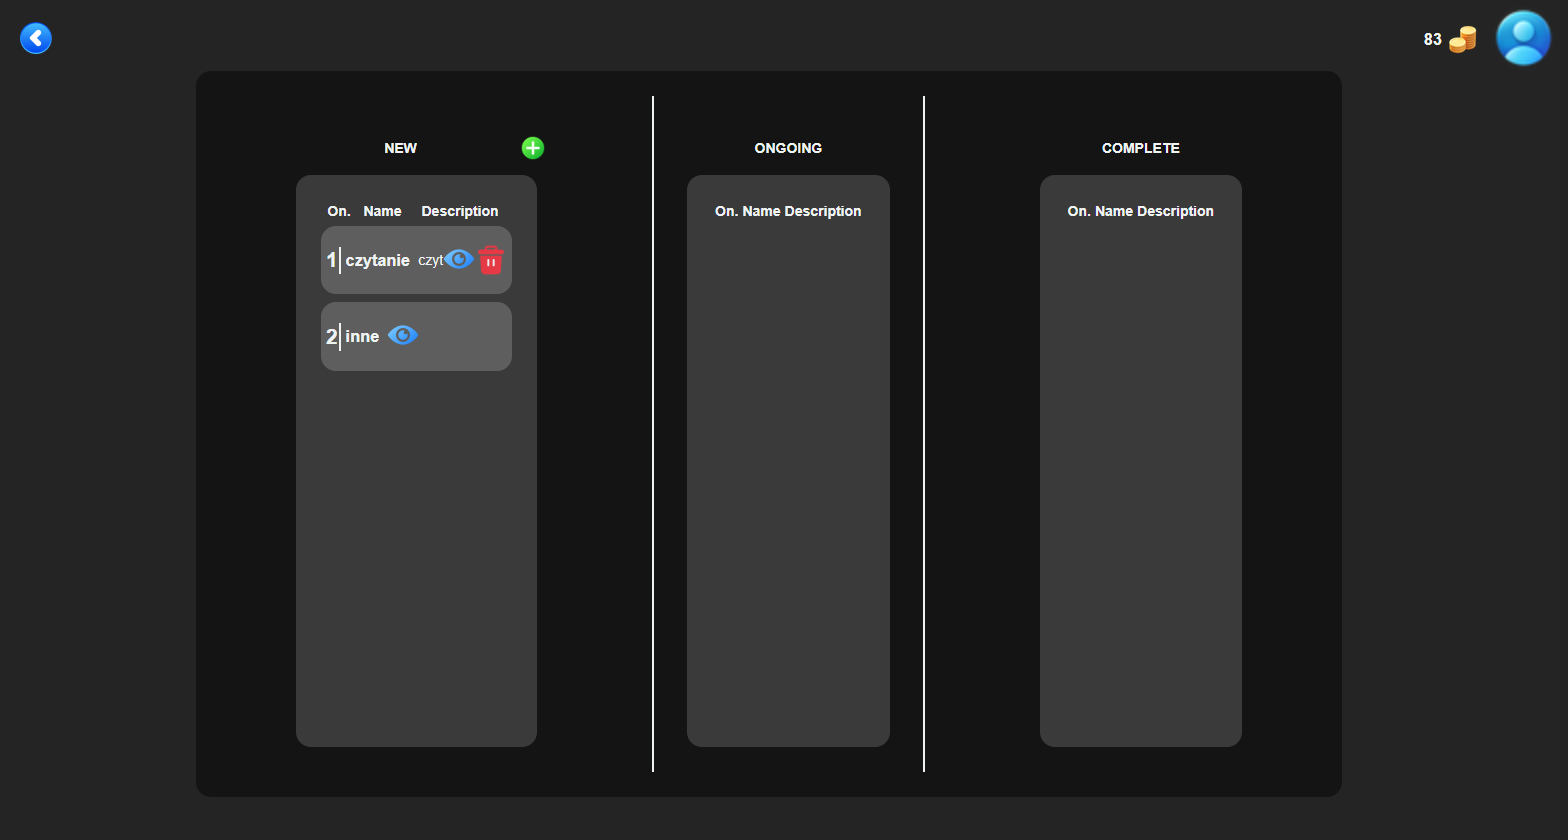 83
NEW
ONGOING
COMPLETE
On. Name Description
On. Name Description
On. Name Description
1 czytanie czyt
2 inne